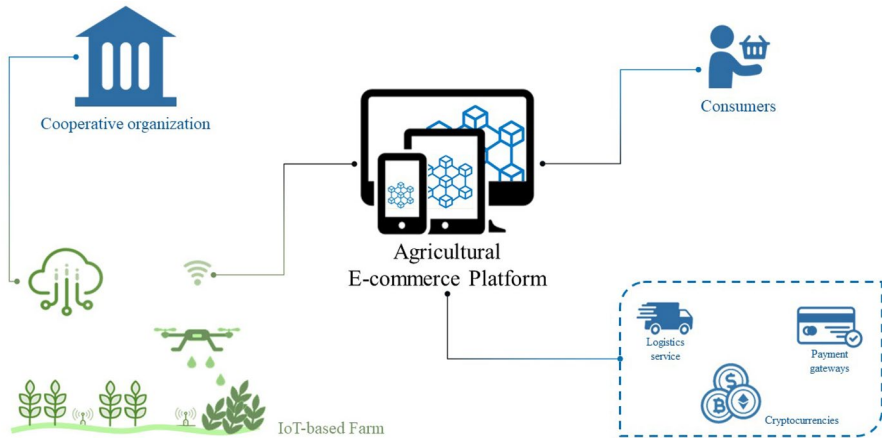 Cooperative organization
Consumers
Agricultural
E-commerce Platform
Logistics
service
Payment
gateways
Cryptocurrencies
IoT-based Farm